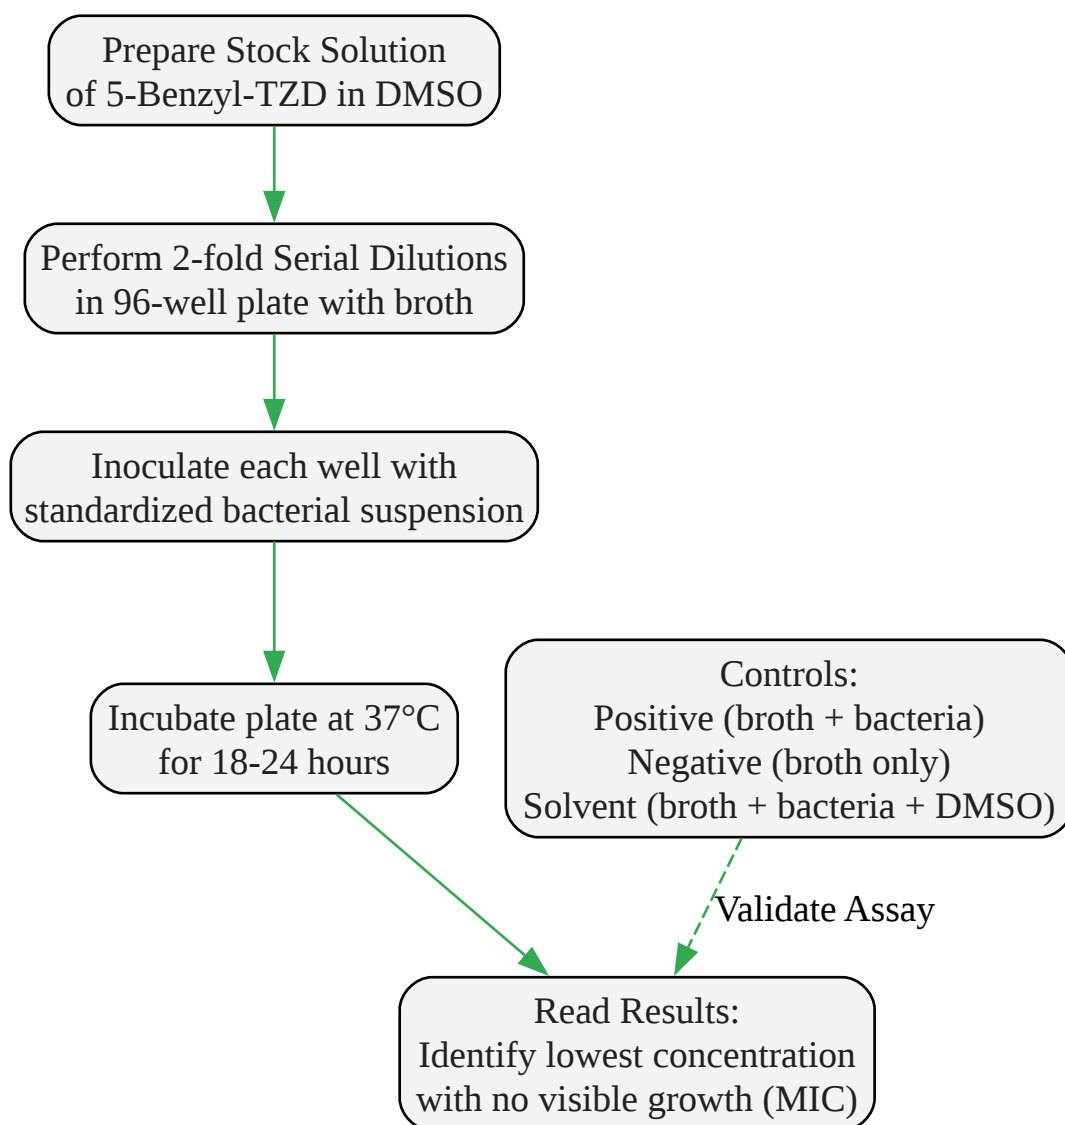 Prepare Stock Solution
of 5-Benzyl-TZD in DMSO
Perform 2-fold Serial Dilutions
in 96-well plate with broth
Inoculate each well with
standardized bacterial suspension
Incubate plate at 37°C
for 18-24 hours
Controls:
Positive (broth + bacteria)
Negative (broth only)
Solvent (broth + bacteria + DMSO)
Validate Assay
Read Results:
Identify lowest concentration
with no visible growth (MIC)